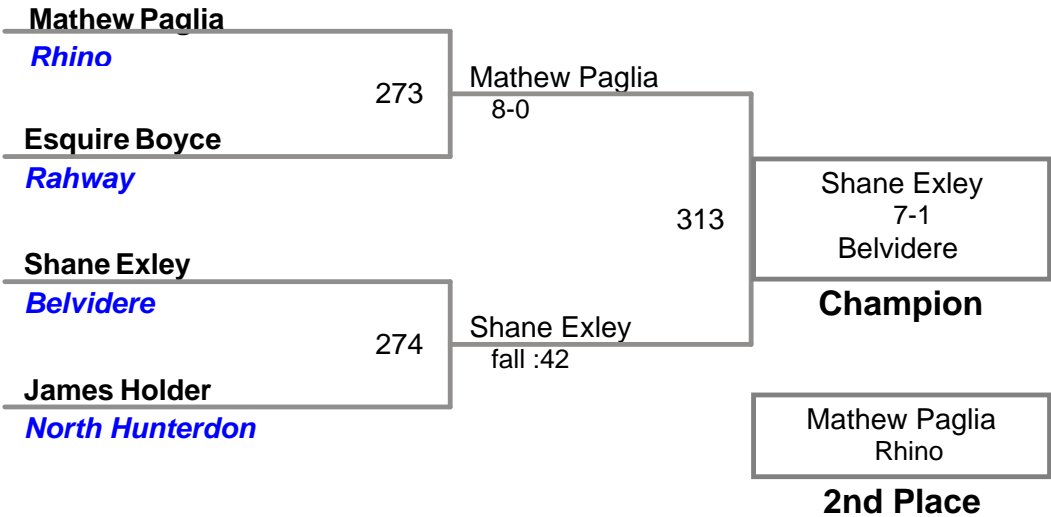 Mathew Paglia
Rhino
273
Mathew Paglia
8-0
Esquire Boyce
Rahway
313
Shane Exley
7-1
Belvidere
Champion
Shane Exley
Belvidere
274
Shane Exley
fall :42
James Holder
North Hunterdon
Mathew Paglia
Rhino
2nd Place